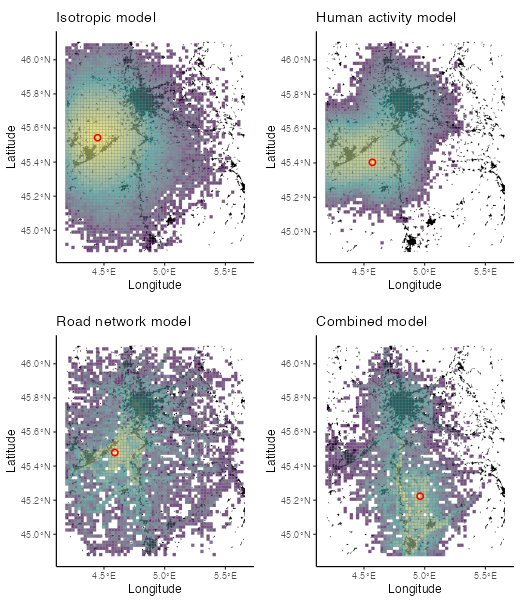 Isotropic model
Human activity model
46.0°N
45.8°N
45.6°N
45.4°N
45.2°N
45.0°N
Latitude
4.5°E 5.0°E 5.5°E
Longitude
46.0°N
45.8°N
45.6°N
45.4°N
45.2°N
45.0°N
Latitude
4.5°E 5.0°E 5.5°E
Longitude
Road network model
Combined model
46.0°N
45.8°N
45.6°N
45.4°N
45.2°N
45.0°N
Latitude
4.5°E 5.0°E 5.5°E
Longitude
46.0°N
45.8°N
45.6°N
45.4°N
45.2°N
45.0°N
Latitude
4.5°E 5.0°E 5.5°E
Longitude